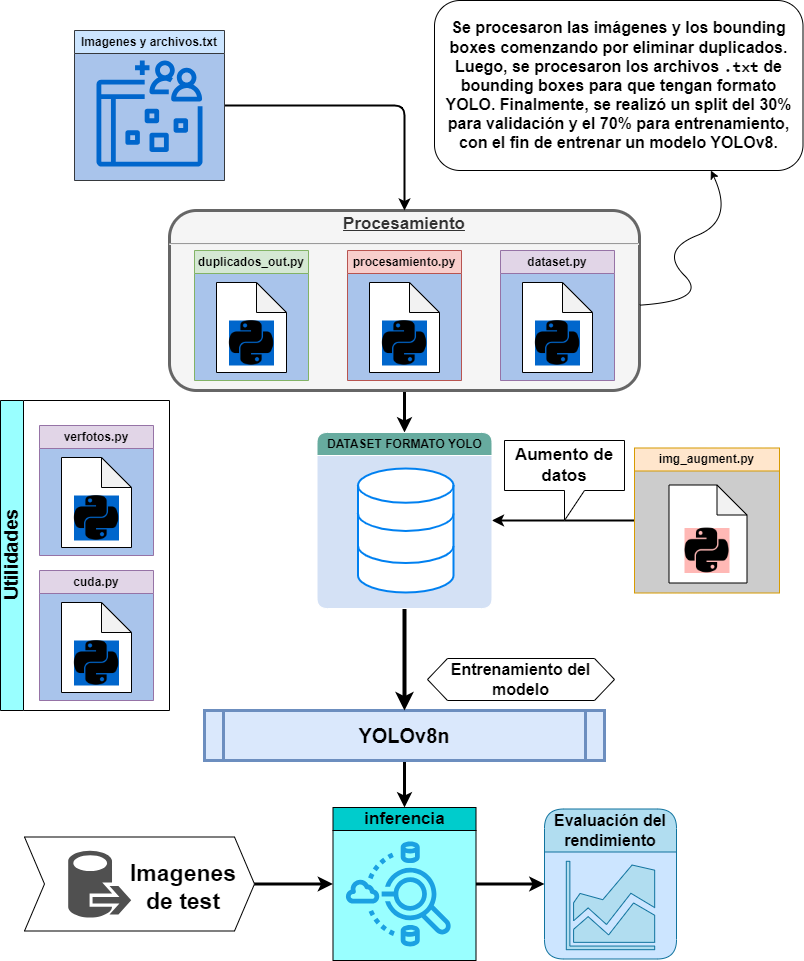 Imagenes y archivos.txt
Se procesaron las imágenes y los bounding
boxes comenzando por eliminar duplicados.
Luego, se procesaron los archivos .txt de
bounding boxes para que tengan formato
YOLO. Finalmente, se realizó un split del 30%
para validación y el 70% para entrenamiento,
con el fin de entrenar un modelo YOLOv8.
Procesamiento
duplicados_out.py
procesamiento.py
dataset.py
Utilidades
verfotos.py
cuda.py
DATASET FORMATO YOLO
Aumento de
datos
img_augment.py
Entrenamiento del
modelo
YOLOv8n
Imagenes
de test
inferencia
Evaluación del
rendimiento